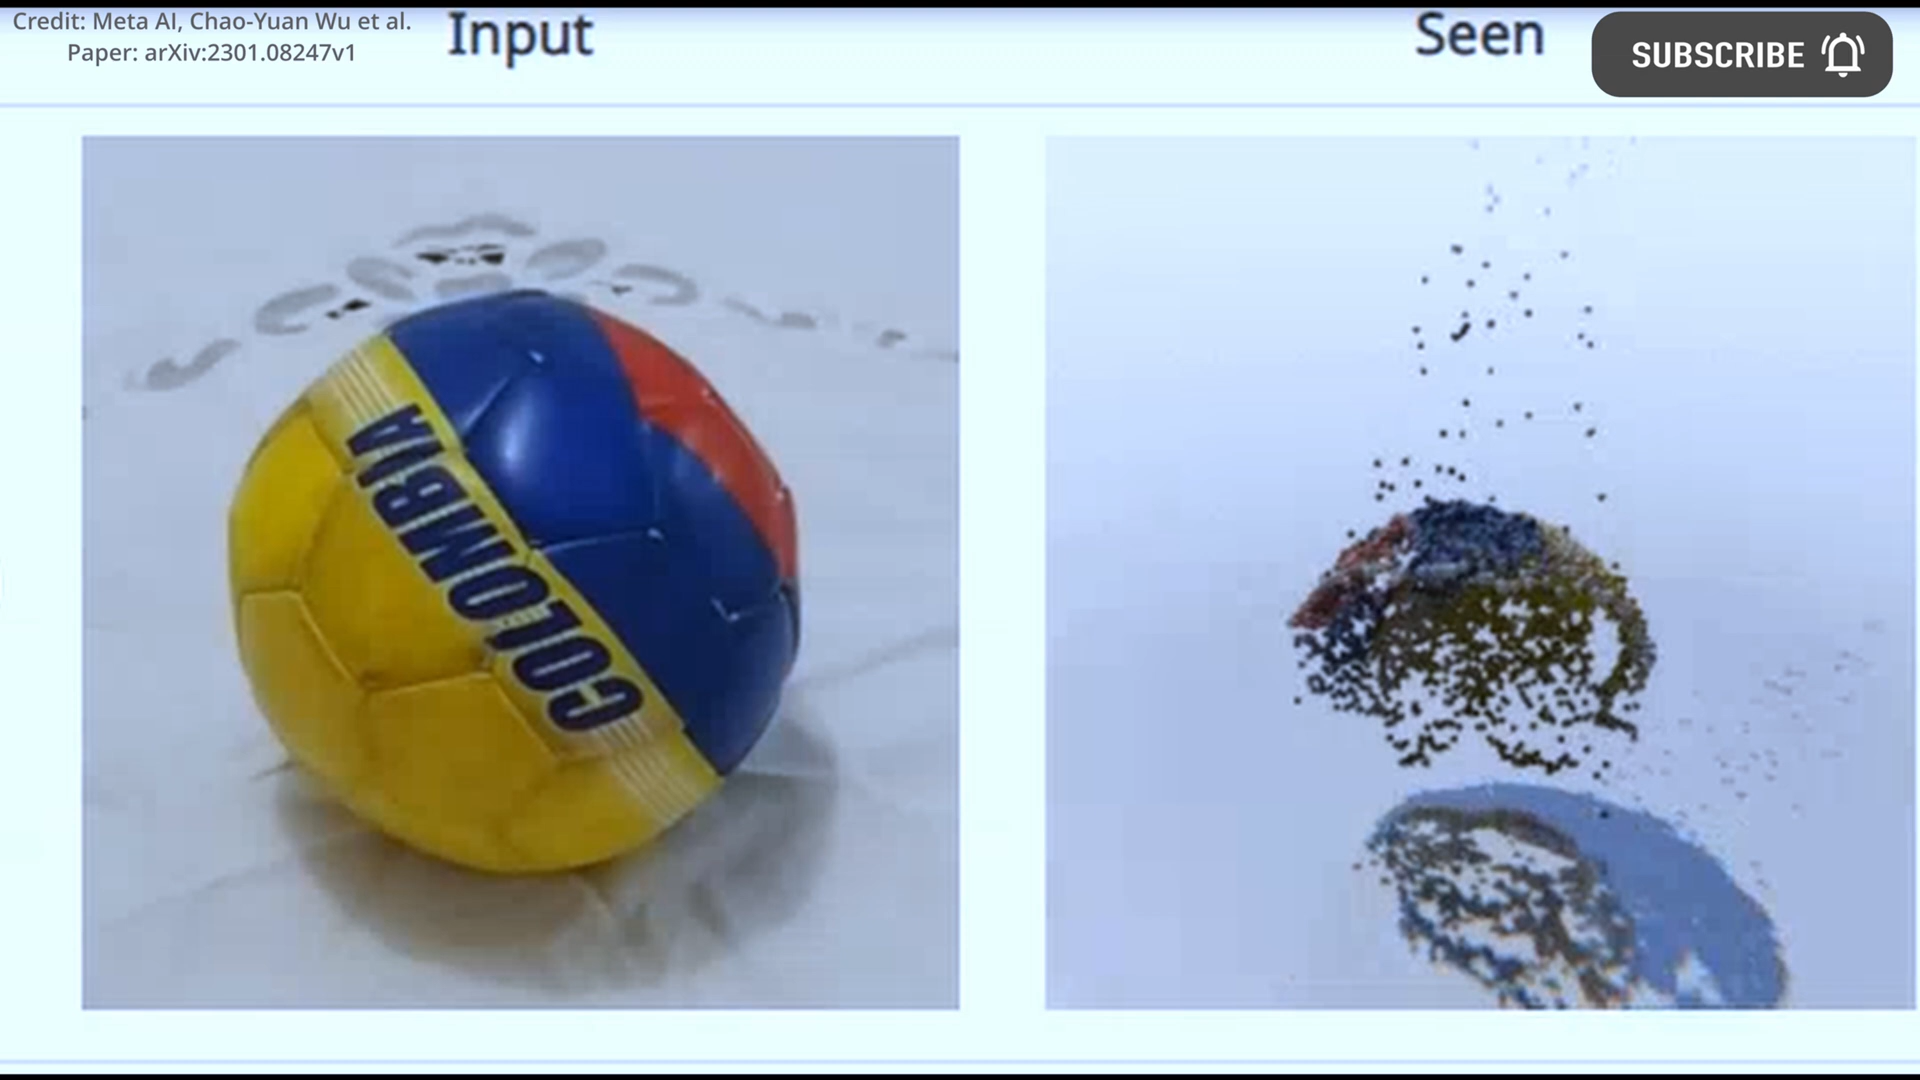 Credit: Meta AI, Chao-Yuan Wu et al.
Paper: arXiv:2301.08247v1
Input
Seen
SUBSCRIBE
COLOMBIA